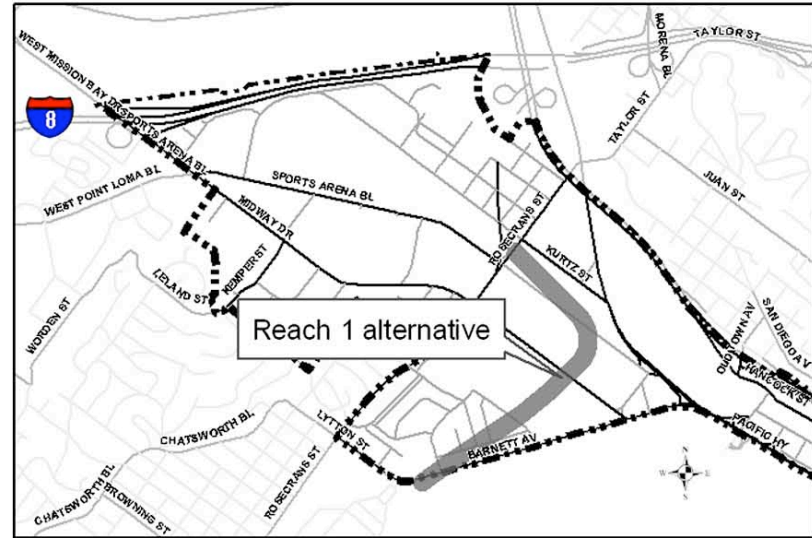 WEST MISSION BAY DR
SPORTS ARENA BL
MORENA BL
TAYLOR ST
8
TAYLOR ST
JUAN ST
WEST POINT LOMA BL
SPORTS ARENA BL
MIDWAY DR
ROSECRANS ST
KURTZ ST
KEMPER ST
LELAND ST
WORDEN ST
Reach 1 alternative
SAN DIEGO AV
HANCOCK ST
PACIFIC HY
LYTTON ST
BARNETT AV
CHATSWORTH BL
ROSECRANS ST
CHATSWORTH BL
BROWNING ST
N
W
E
S